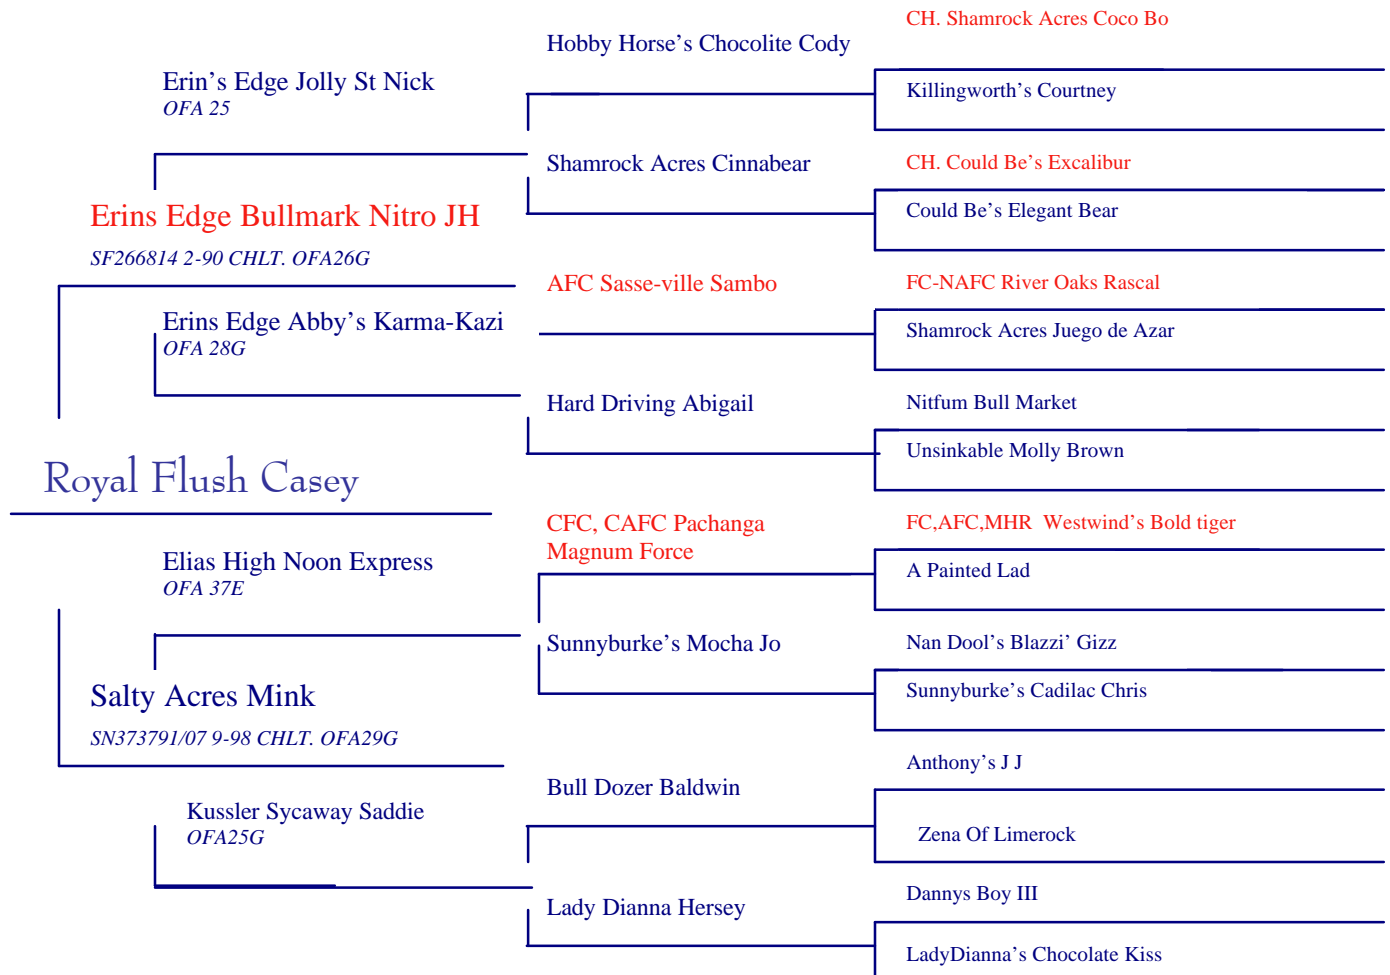 CH. Shamrock Acres Coco Bo
Hobby Horse’s Chocolite Cody
Erin’s Edge Jolly St Nick
OFA 25
Killingworth’s Courtney
Shamrock Acres Cinnabear
CH. Could Be’s Excalibur
Erins Edge Bullmark Nitro JH
Could Be’s Elegant Bear
SF266814 2-90 CHLT. OFA26G
AFC Sasse-ville Sambo
FC-NAFC River Oaks Rascal
Erins Edge Abby’s Karma-Kazi
OFA 28G
Shamrock Acres Juego de Azar
Hard Driving Abigail
Nitfum Bull Market
Unsinkable Molly Brown
Royal Flush Casey
CFC, CAFC Pachanga
Magnum Force
FC,AFC,MHR  Westwind’s Bold tiger
Elias High Noon Express
OFA 37E
A Painted Lad
Sunnyburke’s Mocha Jo
Nan Dool’s Blazzi’ Gizz
Salty Acres Mink
Sunnyburke’s Cadilac Chris
SN373791/07 9-98 CHLT. OFA29G
Anthony’s J J
Bull Dozer Baldwin
Kussler Sycaway Saddie
OFA25G
Zena Of Limerock
Dannys Boy III
Lady Dianna Hersey
LadyDianna’s Chocolate Kiss